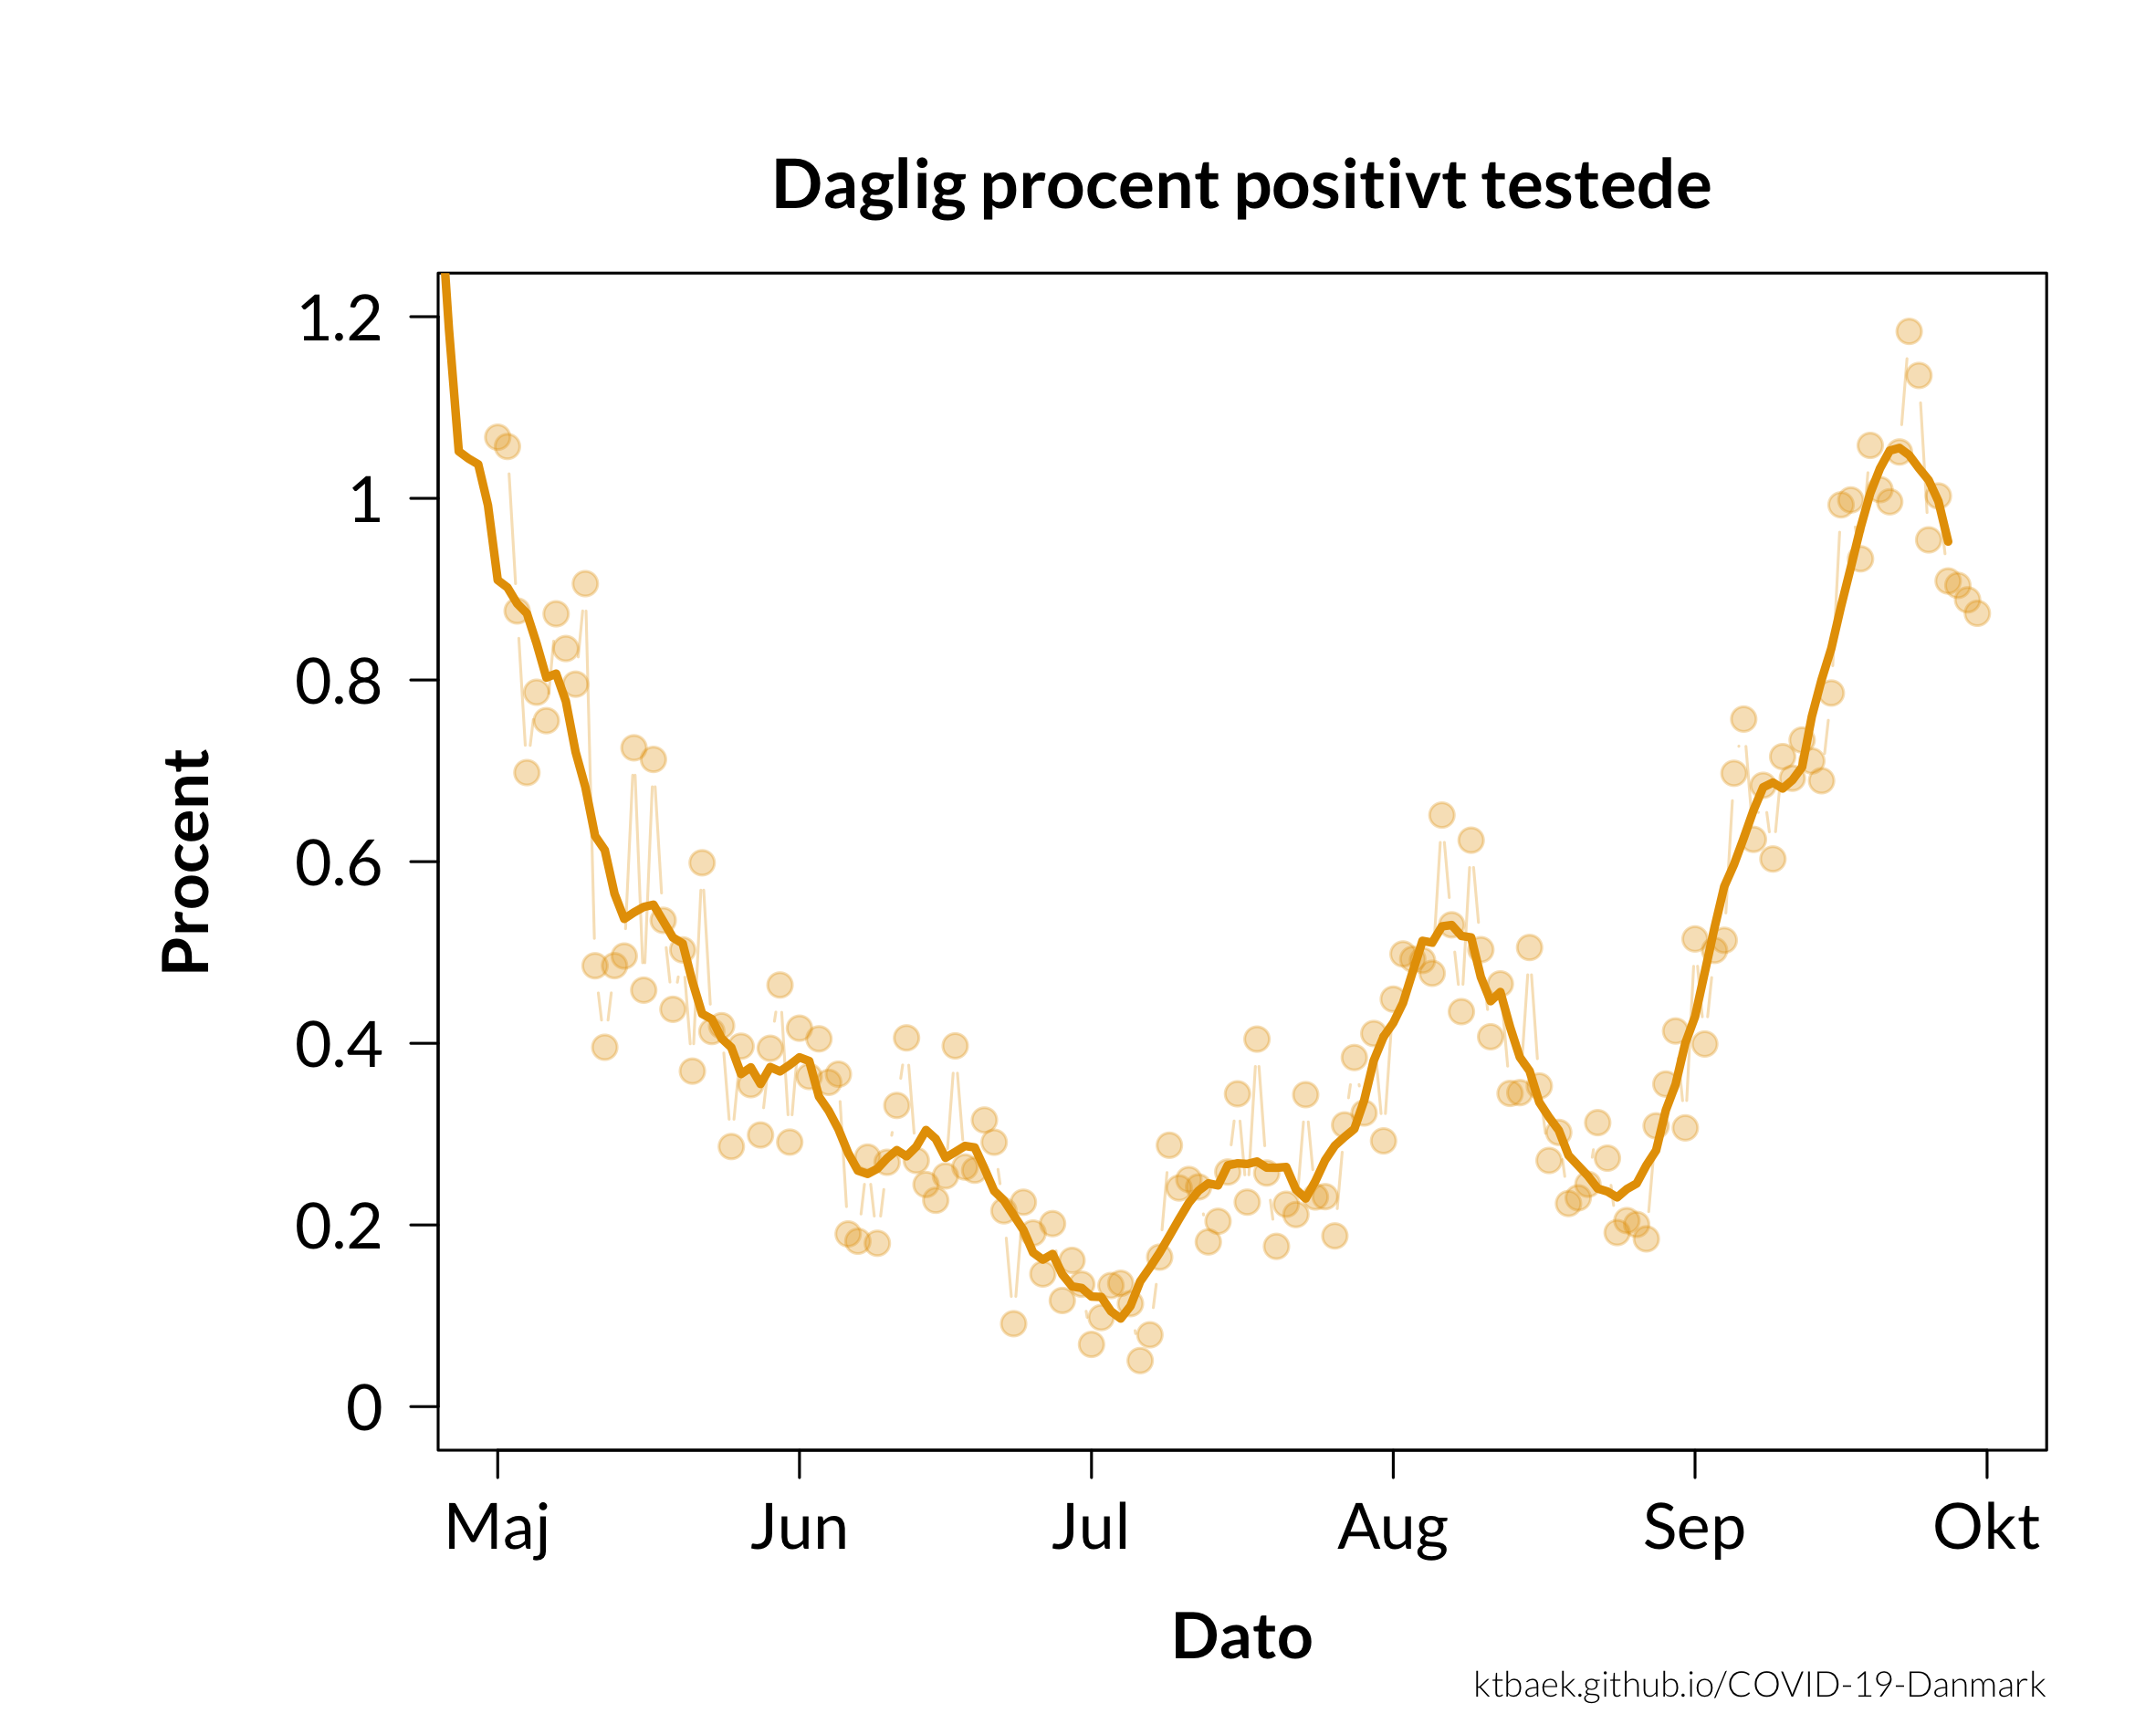 Daglig procent positivt testede
1.2
1
0.8
0.6
0.4
0.2
0
Procent
Maj Jun Jul Aug Sep Okt
Dato
ktbaek.github.io/COVID-19-Danmark